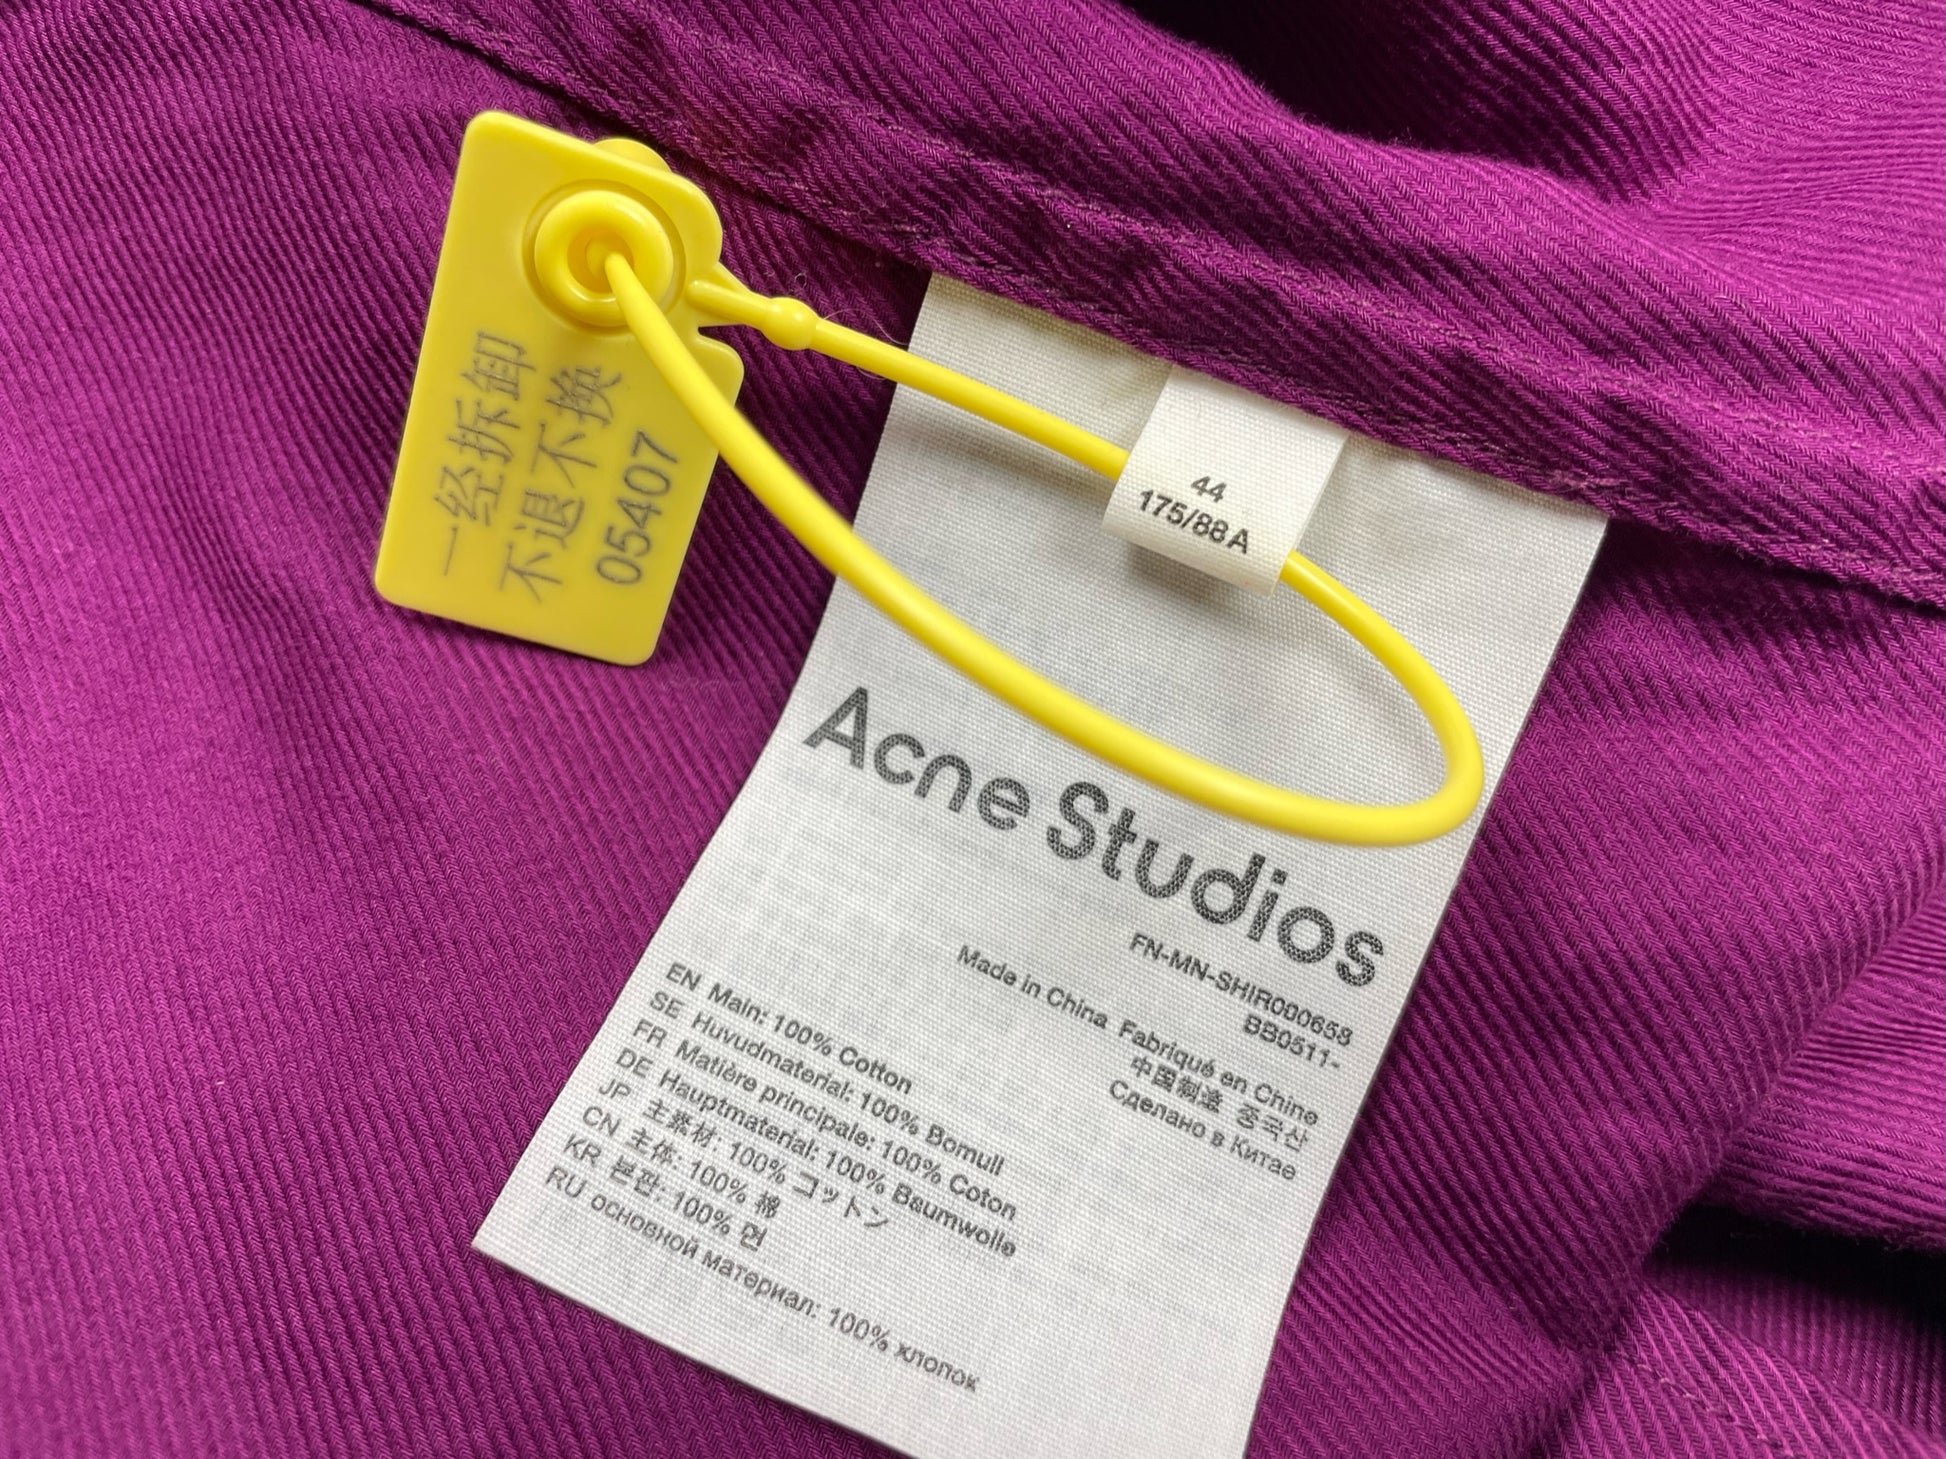 一经拆卸
不退不换
05407
44
175/88A
Acne Studios
FN-MN-SHIR000658
BB0511-
Made in China Fabriqué en Chine
中国制造 중국산
Сделано в Китае
EN Main: 100% Cotton
SE Huvudmaterial: 100% Bomull
FR Matière principale: 100% Coton
DE Hauptmaterial: 100% Baumwolle
JP 主素材: 100% コットン
CN 主体: 100% 棉
KR 본판: 100% 면
RU основной материал: 100% хлопок